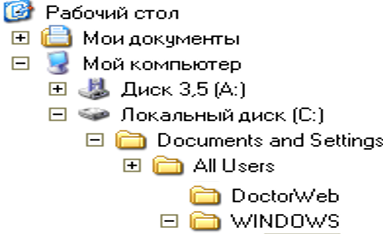 Рабочий стол
Мои документы
Мой компьютер
Диск 3,5 (A:)
Локальный диск (C:)
Documents and Settings
All Users
DoctorWeb
WINDOWS